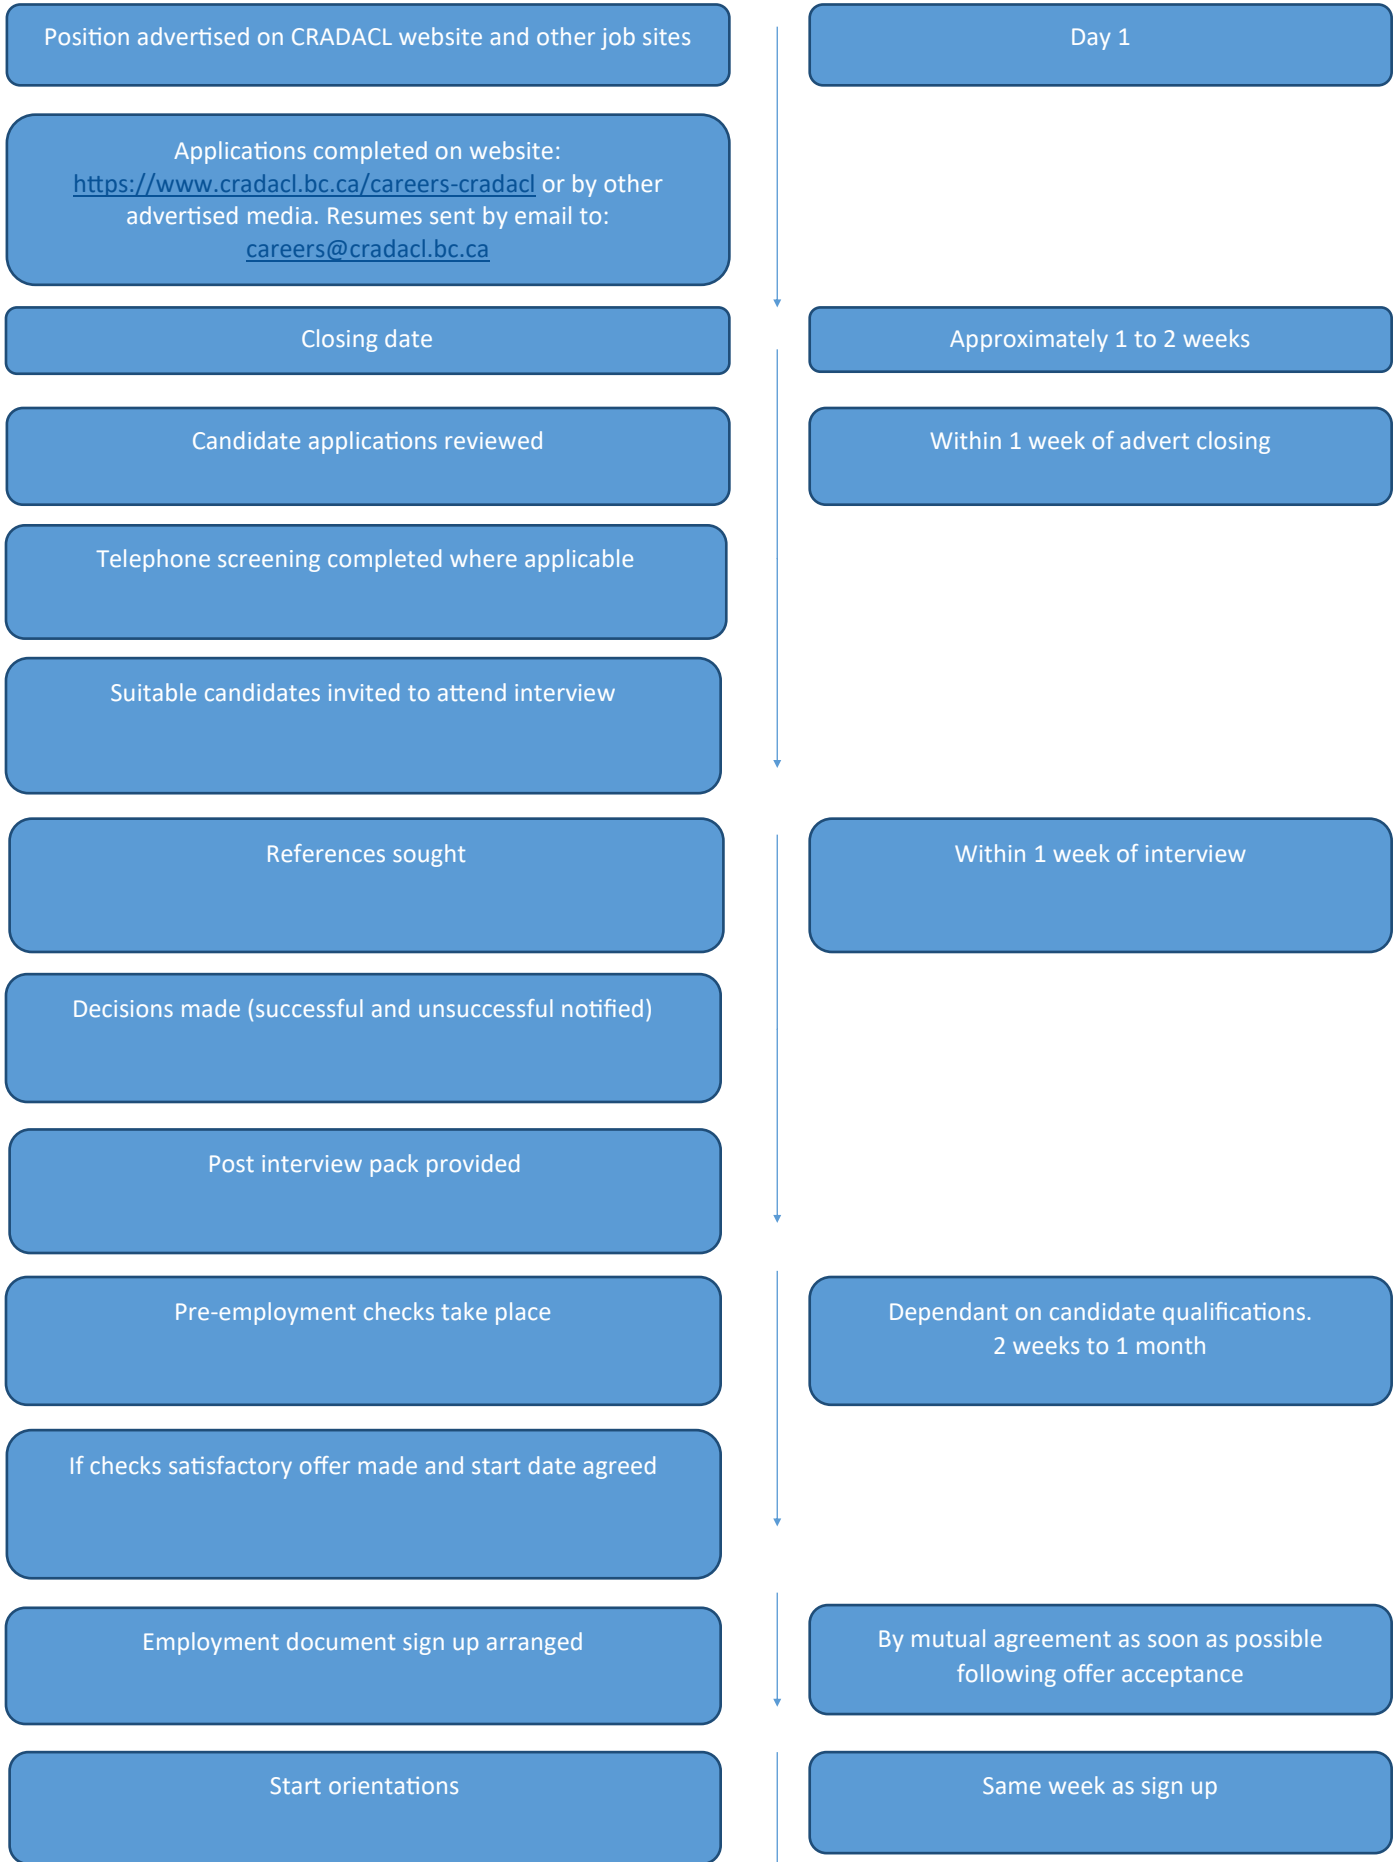 Position advertised on CRADACL website and other job sites
Day 1
Applications completed on website:
https://www.cradacl.bc.ca/careers-cradacl or by other
advertised media. Resumes sent by email to:
careers@cradacl.bc.ca
Closing date
Approximately 1 to 2 weeks
Candidate applications reviewed
Within 1 week of advert closing
Telephone screening completed where applicable
Suitable candidates invited to attend interview
References sought
Within 1 week of interview
Decisions made (successful and unsuccessful notified)
Post interview pack provided
Pre-employment checks take place
Dependant on candidate qualifications.
2 weeks to 1 month
If checks satisfactory offer made and start date agreed
Employment document sign up arranged
By mutual agreement as soon as possible
following offer acceptance
Start orientations
Same week as sign up